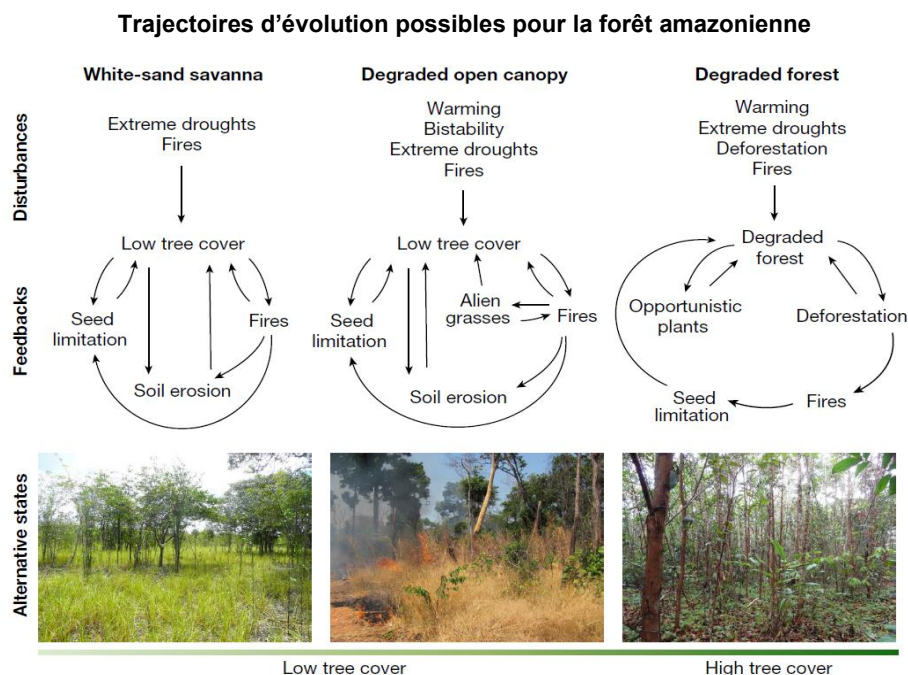 Trajectoires d’évolution possibles pour la forêt amazonienne
White-sand savanna
Degraded open canopy
Degraded forest
Disturbances
Extreme droughts
Fires
Warming
Bistability
Extreme droughts
Fires
Warming
Extreme droughts
Deforestation
Fires
Feedbacks
Low tree cover
Seed
limitation
Fires
Soil erosion
Low tree cover
Alien
grasses
Seed
limitation
Fires
Soil erosion
Degraded
forest
Opportunistic
plants
Deforestation
Seed
limitation
Fires
Alternative states
Low tree cover
High tree cover